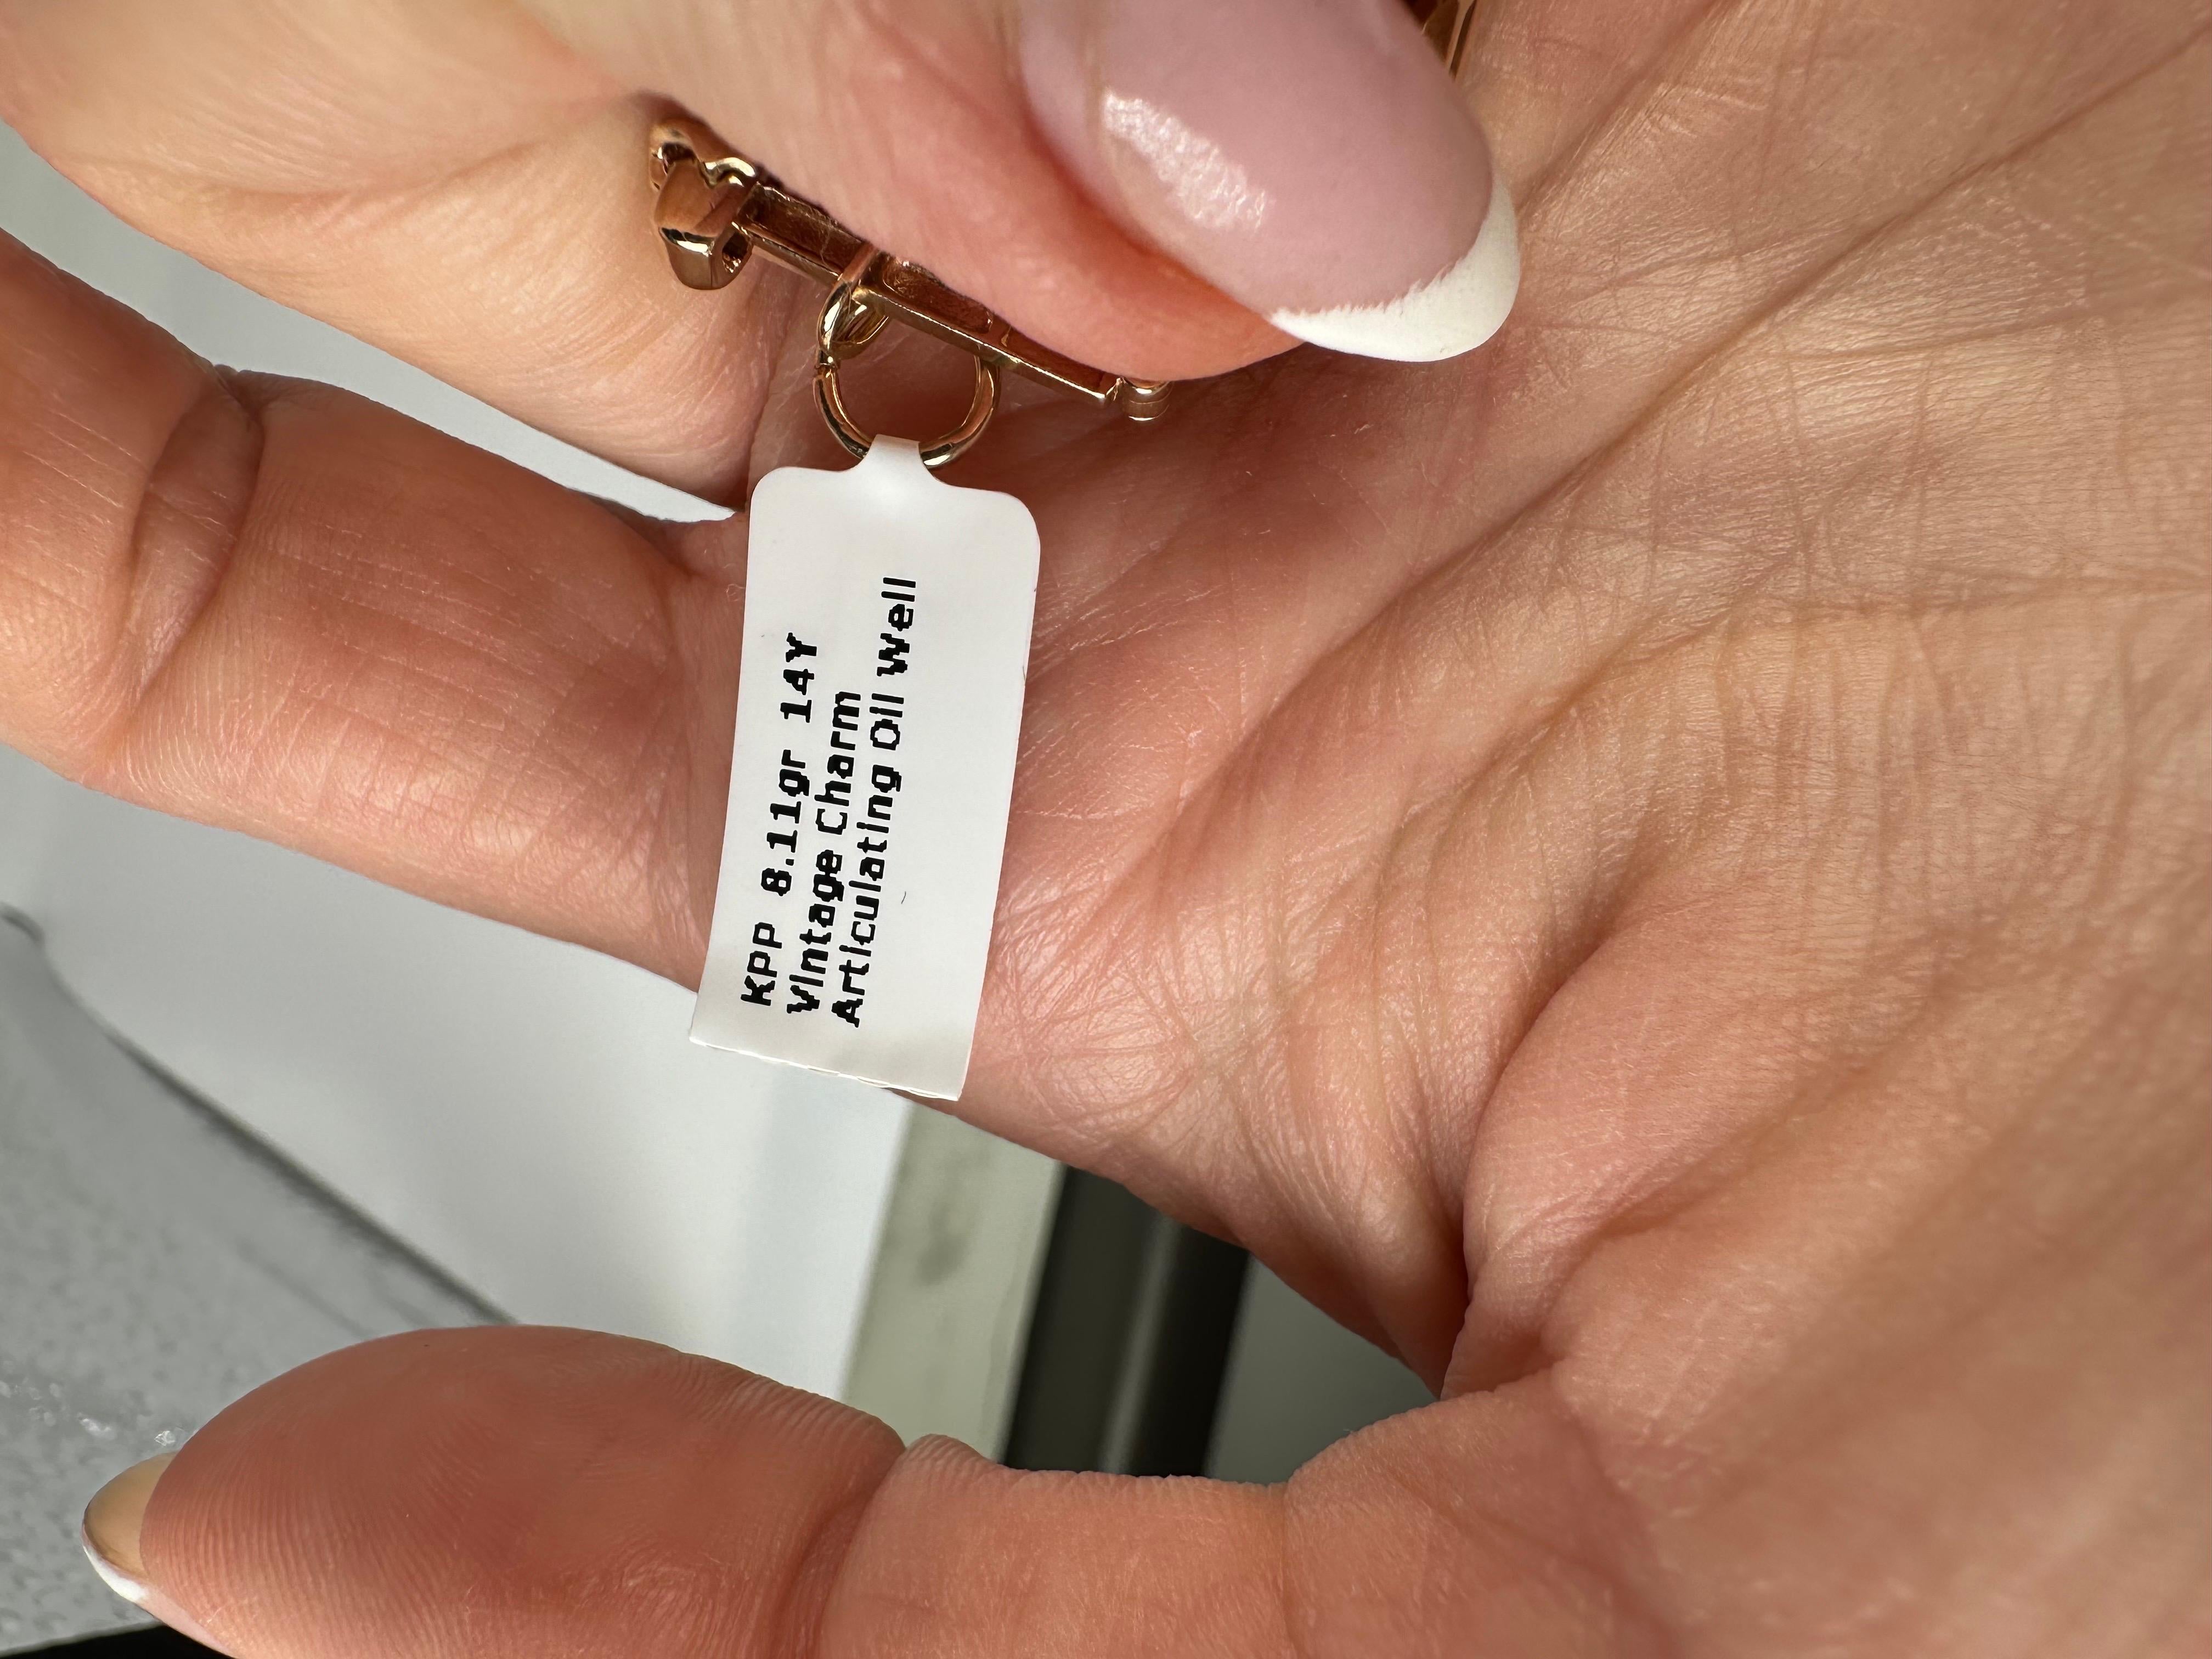 KPP 8.11gr 14Y
Vintage Charm
Articulating Oil Well